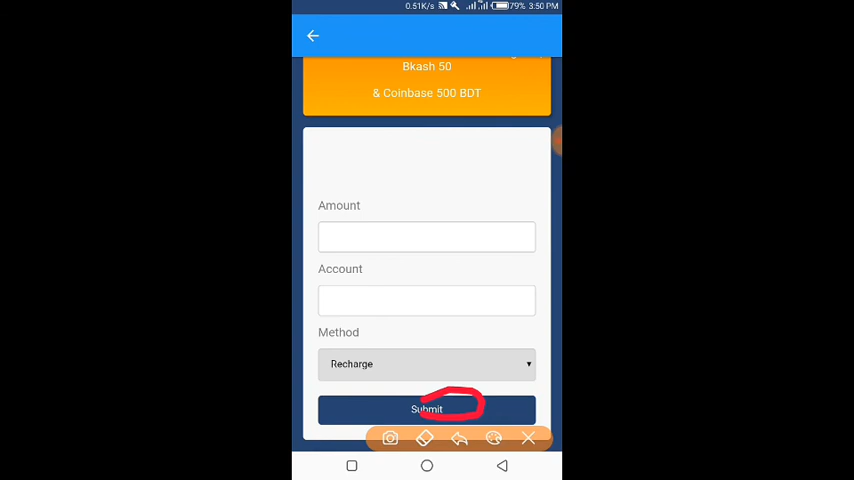 0.51K/s 79% 3:50 PM
Bkash 50
& Coinbase 500 BDT
Amount
Account
Method
Recharge
Submit